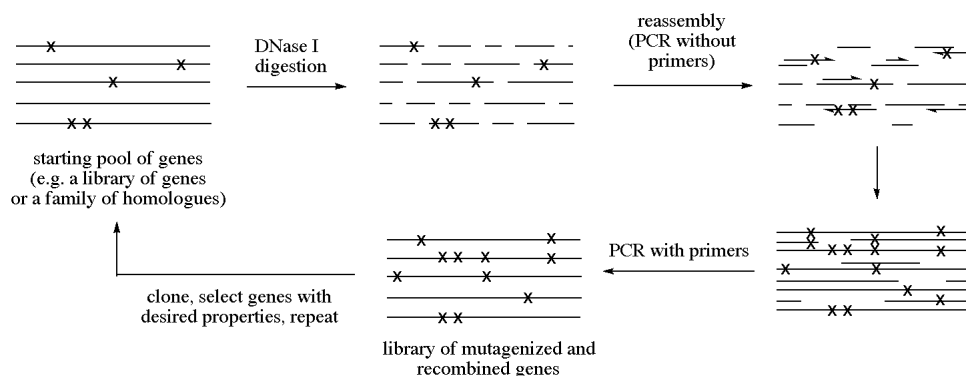 DNase I
digestion
reassembly
(PCR without
primers)
starting pool of genes
(e.g. a library of genes
or a family of homologues)
PCR with primers
clone, select genes with
desired properties, repeat
library of mutagenized and
recombined genes